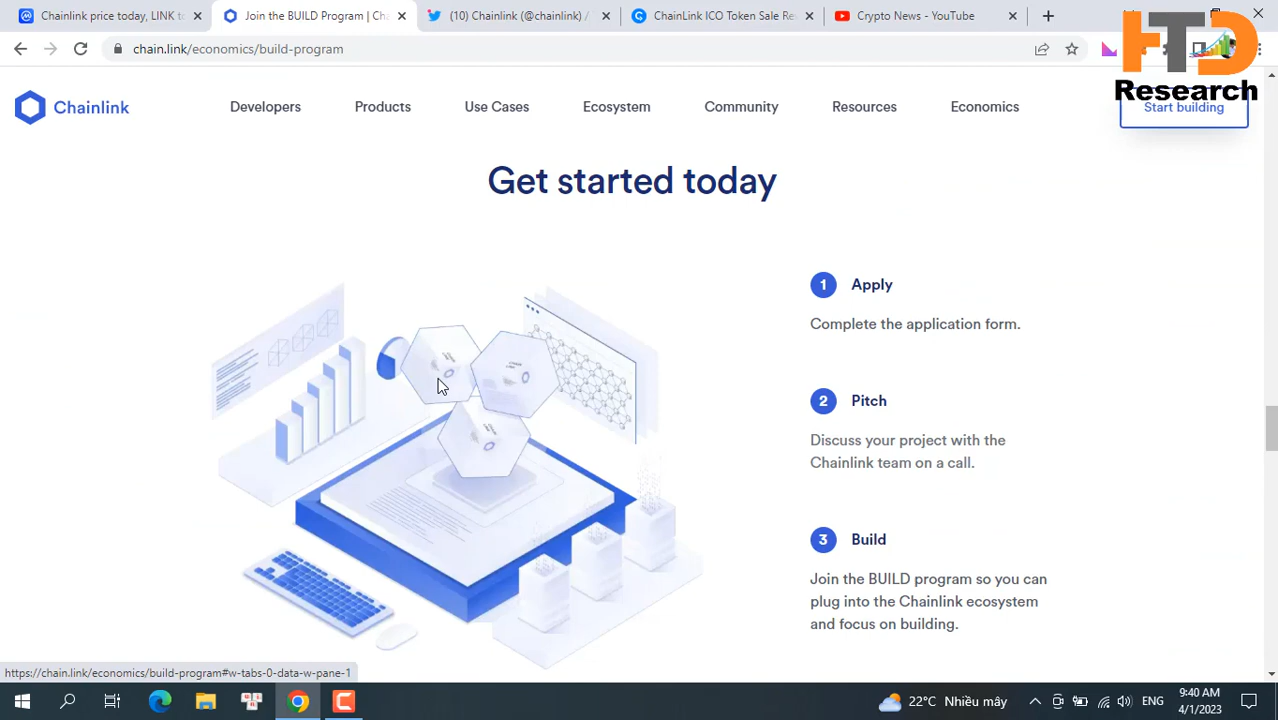 Chainlink price today, LINK to
Join the BUILD Program | Cha
(10) Chainlink (@chainlink) /
ChainLink ICO Token Sale Re
Crypto News - YouTube
chain.link/economics/build-program
HTD
Research
Chainlink
Developers
Products
Use Cases
Ecosystem
Community
Resources
Economics
Start building
Get started today
1 Apply
Complete the application form.
2 Pitch
Discuss your project with the
Chainlink team on a call.
3 Build
Join the BUILD program so you can
plug into the Chainlink ecosystem
and focus on building.
https://chain.link/economics/build-program#w-tabs-0-data-w-pane-1
22°C Nhiều mây
ENG
9:40 AM
4/1/2023